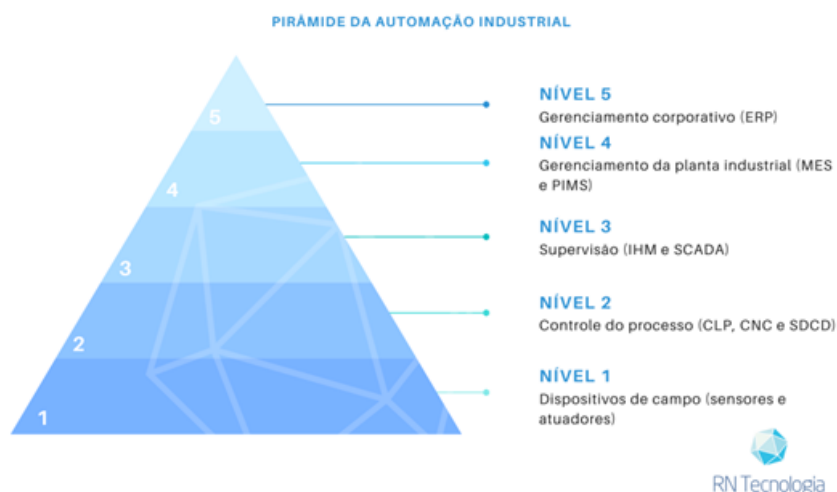 PIRÂMIDE DA AUTOMAÇÃO INDUSTRIAL
5
4
3
2
1
NÍVEL 5
Gerenciamento corporativo (ERP)
NÍVEL 4
Gerenciamento da planta industrial (MES
e PIMS)
NÍVEL 3
Supervisão (IHM e SCADA)
NÍVEL 2
Controle do processo (CLP, CNC e SDCD)
NÍVEL 1
Dispositivos de campo (sensores e
atuadores)
RN Tecnologia